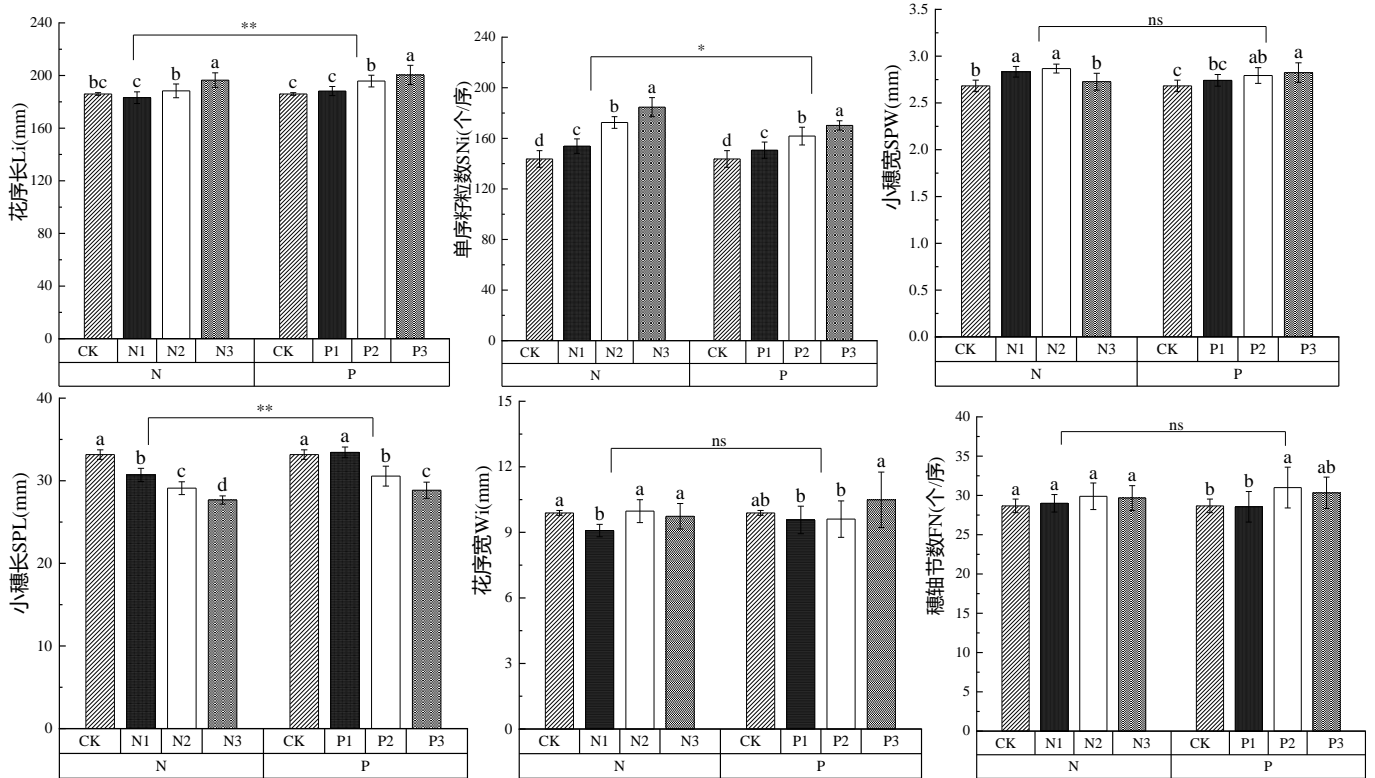 花序长Li(mm)
240
200
160
120
80
40
0
**
bc
c
b
a
c
c
b
a
CK N1 N2 N3 CK P1 P2 P3
N P
单序籽粒数SNi(个/序)
240
200
160
120
80
40
0
*
d
c
b
a
d
c
b
a
CK N1 N2 N3 CK P1 P2 P3
N P
小穗宽SPW(mm)
3.5
3.0
2.5
2.0
1.5
1.0
0.5
0.0
ns
b
a
a
b
c
bc
ab
a
CK N1 N2 N3 CK P1 P2 P3
N P
小穗长SPL(mm)
40
30
20
10
0
**
a
b
c
d
a
a
b
c
CK N1 N2 N3 CK P1 P2 P3
N P
花序宽Wi(mm)
15
12
9
6
3
0
ns
a
b
a
a
ab
b
b
a
CK N1 N2 N3 CK P1 P2 P3
N P
穗轴节数FN(个/序)
40
35
30
25
20
15
10
5
0
ns
a
a
a
a
b
b
a
ab
CK N1 N2 N3 CK P1 P2 P3
N P